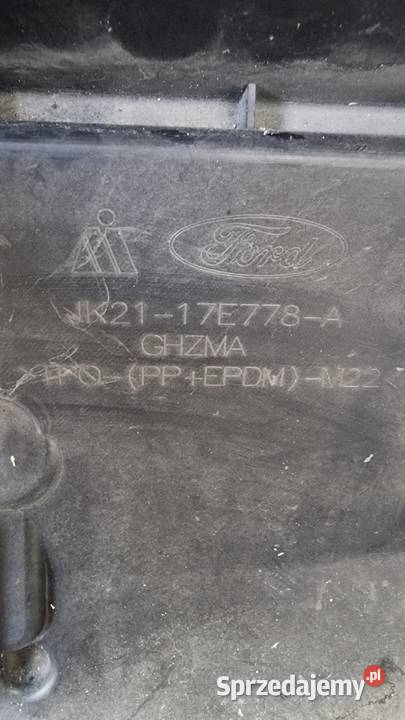 Ford
JK21-17E778-A
GHZMA
>TPO-(PP+EPDM)-M22<
Sprzedajemy.pl